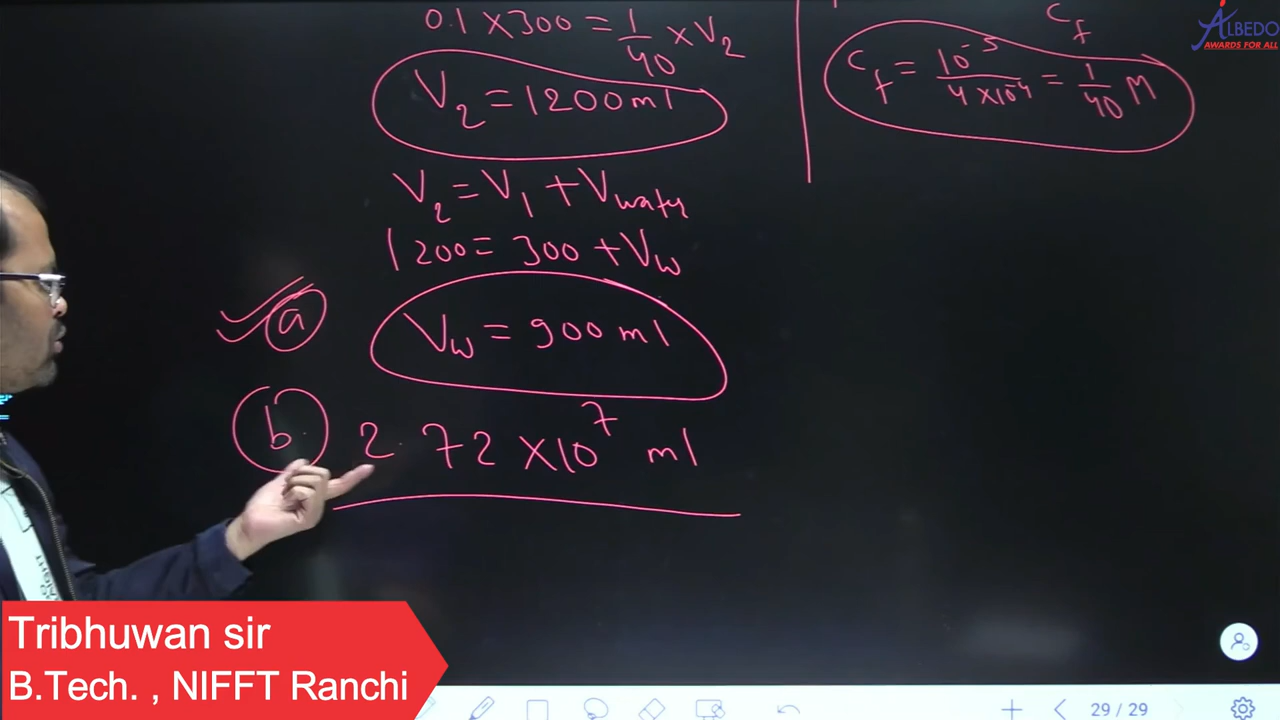 0.1 × 300 = 1/40 × V₂
V₂ = 1200 ml
V₂ = V₁ + Vwater
1200 = 300 + Vw
a Vw = 900 ml
b. 2.72 × 10⁷ ml
Cf
Cf = 10⁻⁵/4×10⁻⁴ = 1/40 M
ALBEDO
AWARDS FOR ALL
Tribhuwan sir
B.Tech. , NIFFT Ranchi
29 / 29